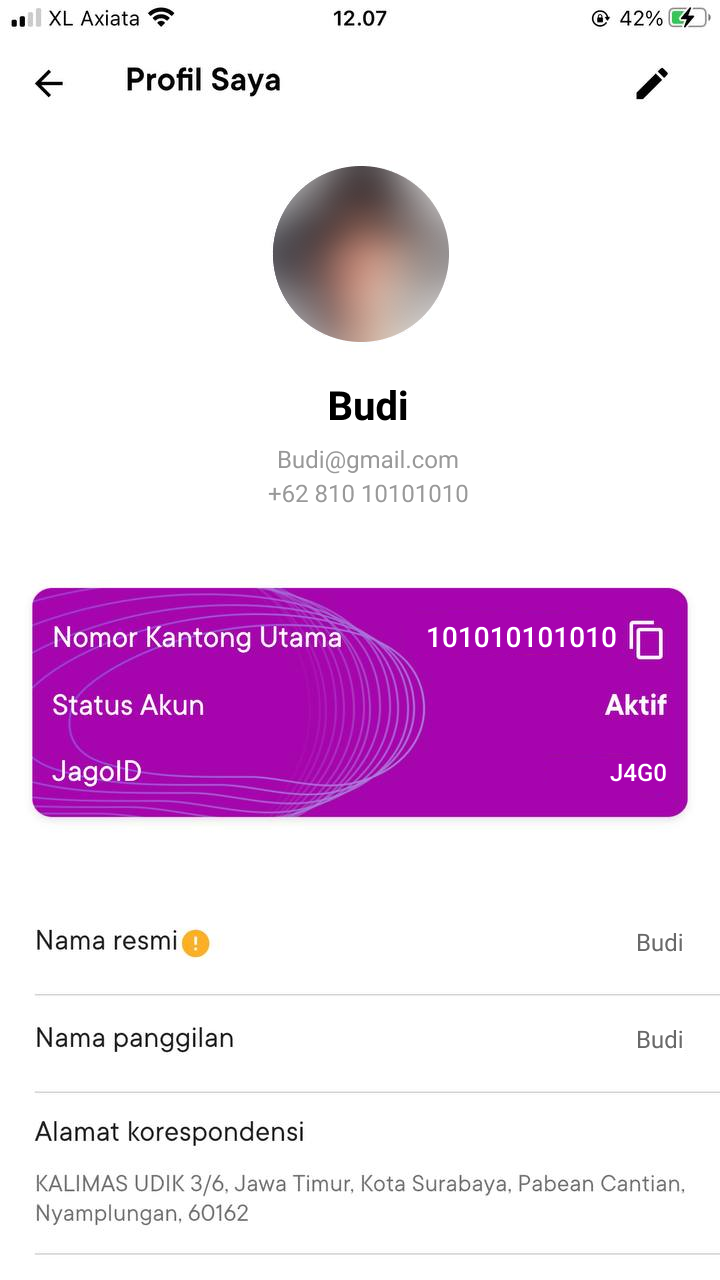 XL Axiata 12.07 42%
Profil Saya
Budi
Budi@gmail.com
+62 810 10101010
Nomor Kantong Utama 101010101010
Status Akun Aktif
JagoID J4G0
Nama resmi Budi
Nama panggilan Budi
Alamat korespondensi
KALIMAS UDIK 3/6, Jawa Timur, Kota Surabaya, Pabean Cantian,
Nyamplungan, 60162